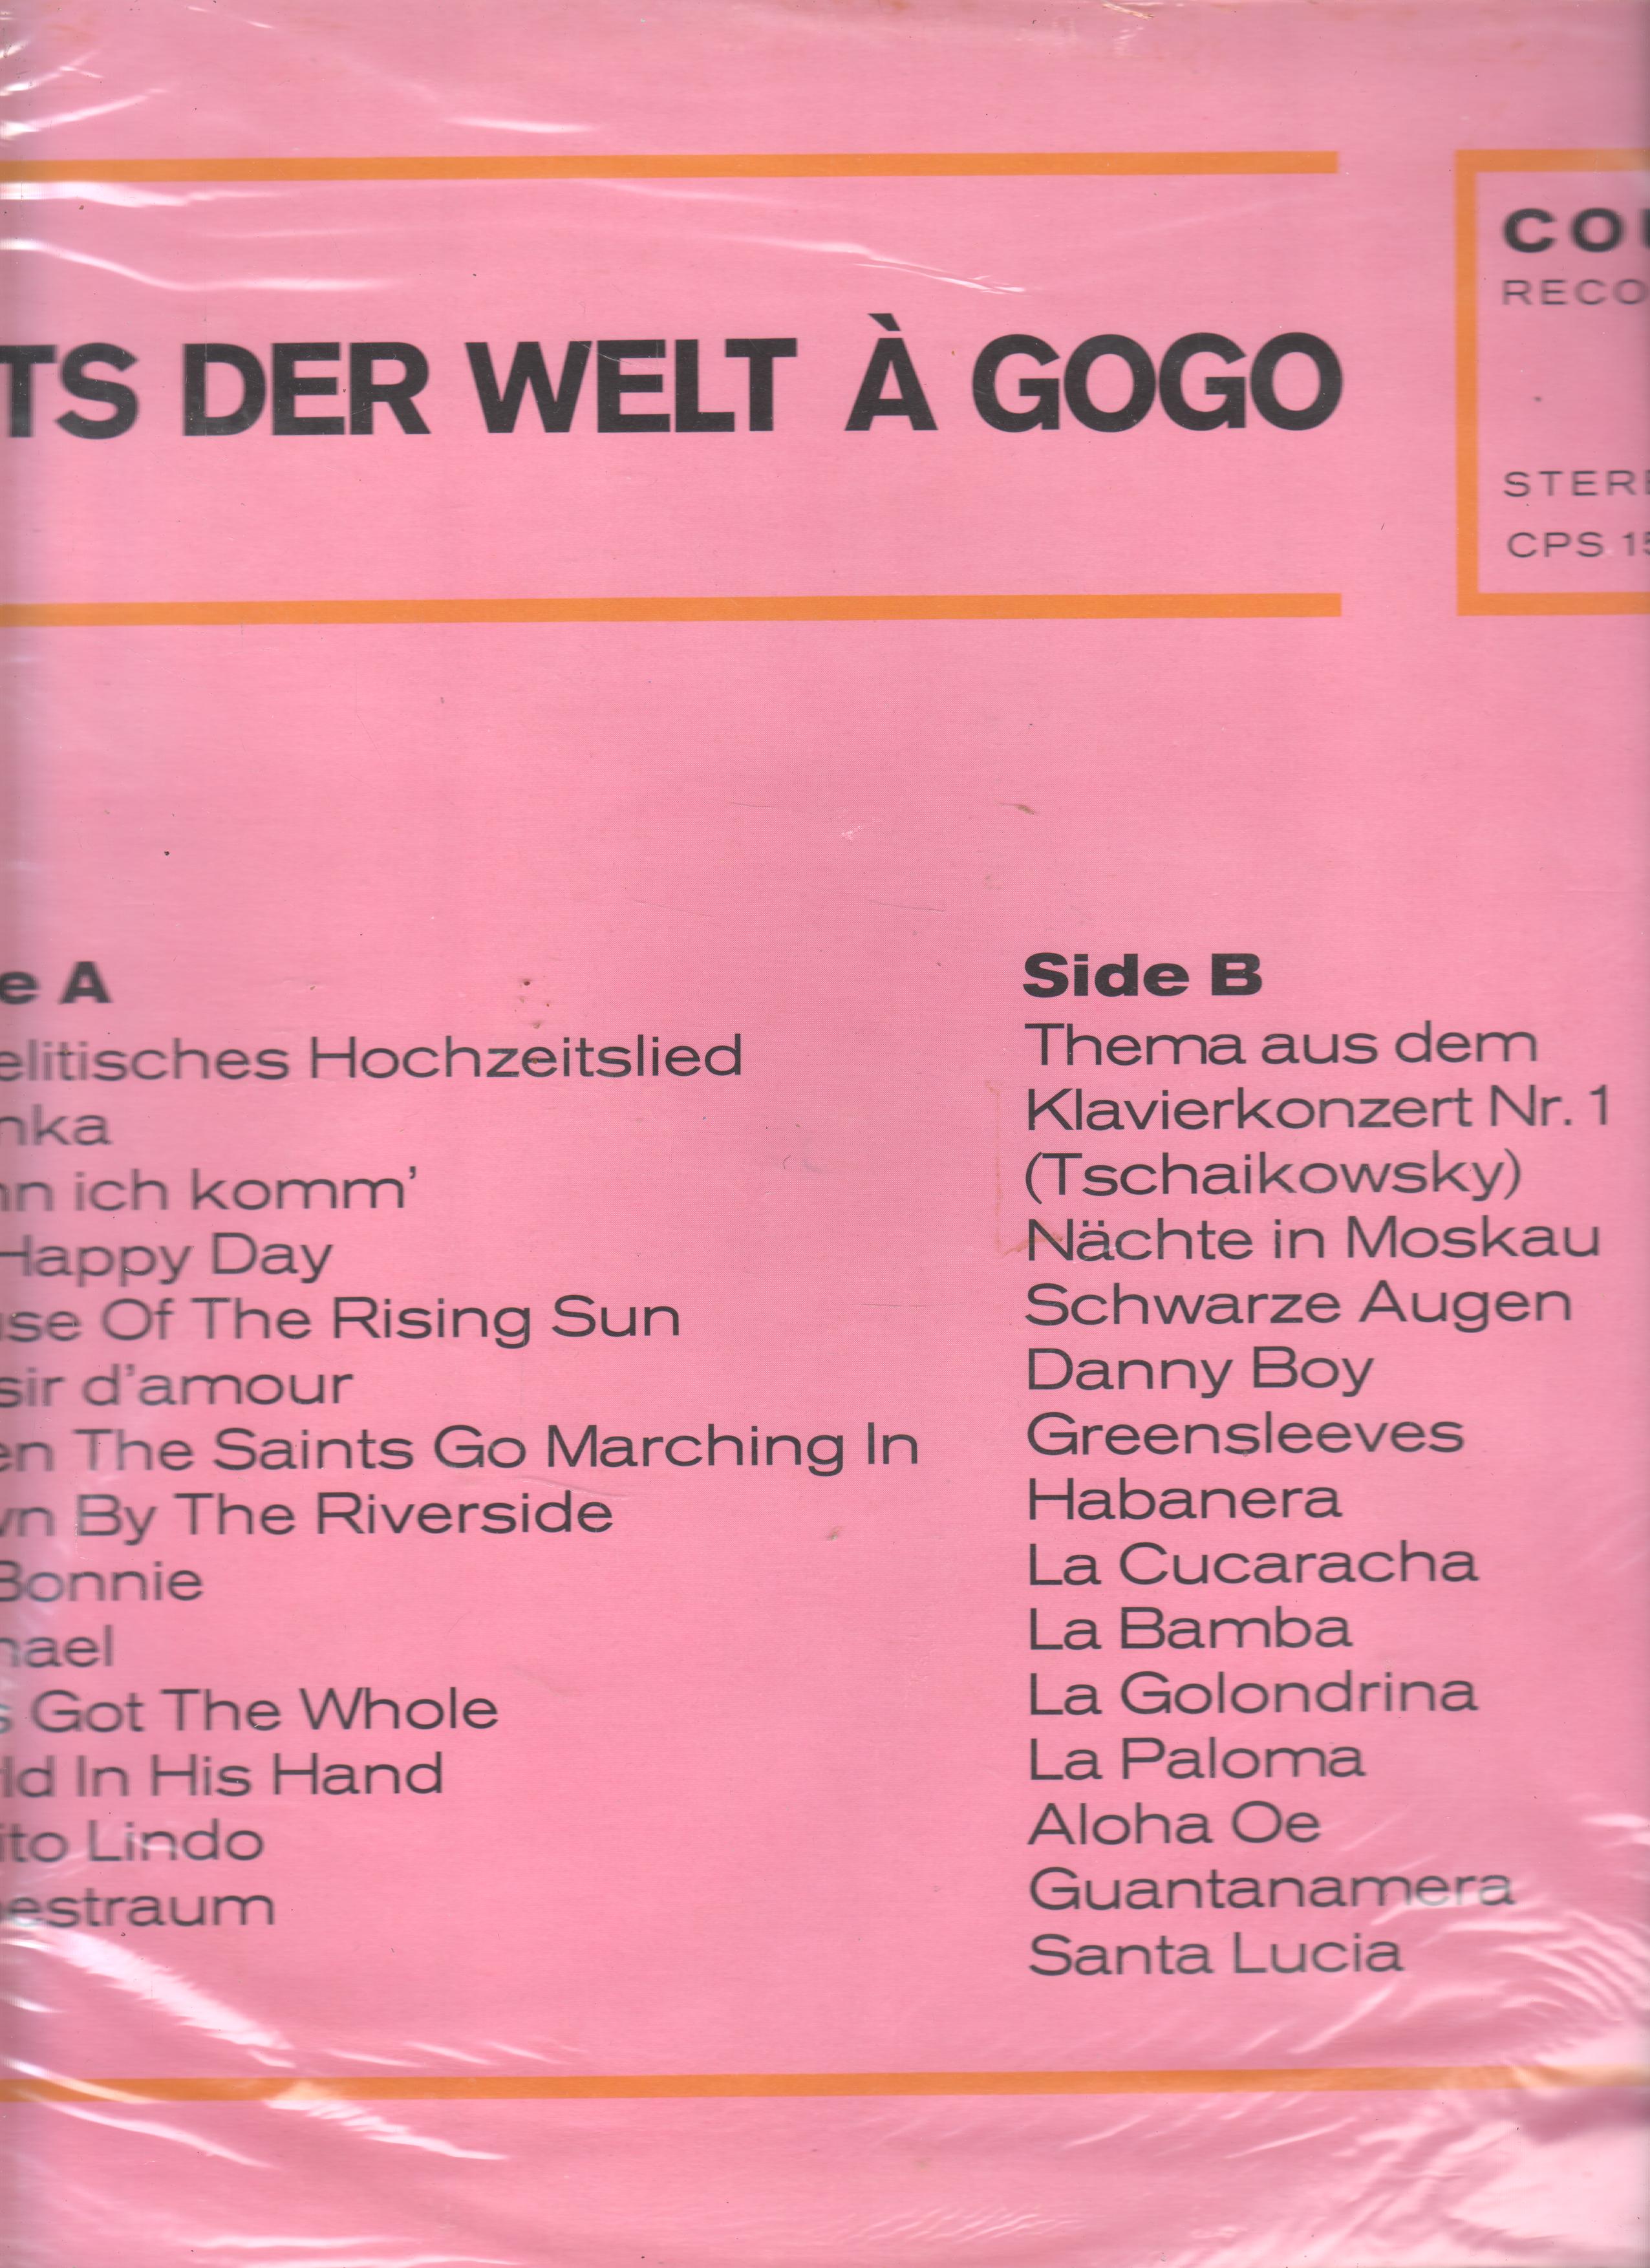 TS DER WELT À GOGO
CO
RECO
STERE
CPS 15
e A
elitisches Hochzeitslied
nka
nn ich komm’
Happy Day
use Of The Rising Sun
sir d’amour
en The Saints Go Marching In
wn By The Riverside
Bonnie
hael
s Got The Whole
ld In His Hand
ito Lindo
estraum
Side B
Thema aus dem
Klavierkonzert Nr. 1
(Tschaikowsky)
Nächte in Moskau
Schwarze Augen
Danny Boy
Greensleeves
Habanera
La Cucaracha
La Bamba
La Golondrina
La Paloma
Aloha Oe
Guantanamera
Santa Lucia